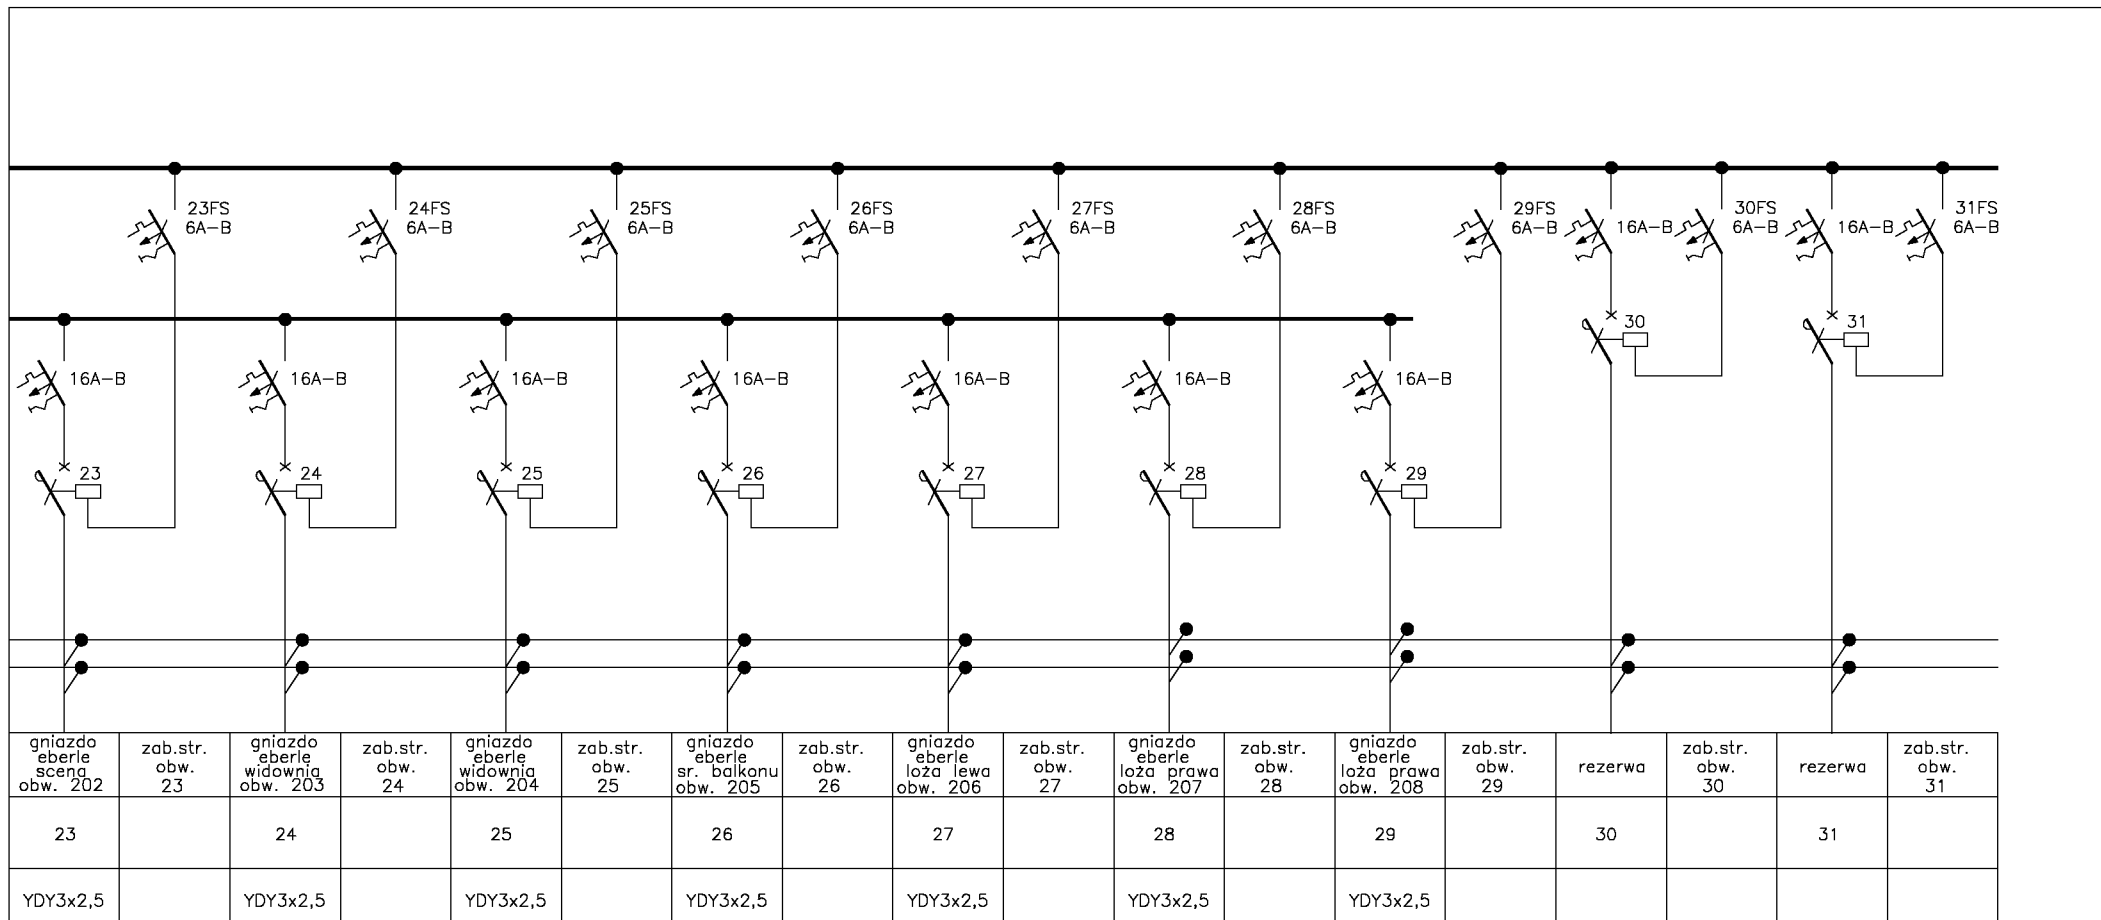 23FS
6A-B
24FS
6A-B
25FS
6A-B
26FS
6A-B
27FS
6A-B
28FS
6A-B
29FS
6A-B
16A-B
30FS
6A-B
16A-B
31FS
6A-B
30
31
16A-B
16A-B
16A-B
16A-B
16A-B
16A-B
16A-B
23
24
25
26
27
28
29
gniazdo
eberle
scena
obw. 202
zab.str.
obw.
23
gniazdo
eberle
widownia
obw. 203
zab.str.
obw.
24
gniazdo
eberle
widownia
obw. 204
zab.str.
obw.
25
gniazdo
eberle
sr. balkonu
obw. 205
zab.str.
obw.
26
gniazdo
eberle
loża lewa
obw. 206
zab.str.
obw.
27
gniazdo
eberle
loża prawa
obw. 207
zab.str.
obw.
28
gniazdo
eberle
loża prawa
obw. 208
zab.str.
obw.
29
rezerwa
zab.str.
obw.
30
rezerwa
zab.str.
obw.
31
23
24
25
26
27
28
29
30
31
YDY3x2,5
YDY3x2,5
YDY3x2,5
YDY3x2,5
YDY3x2,5
YDY3x2,5
YDY3x2,5